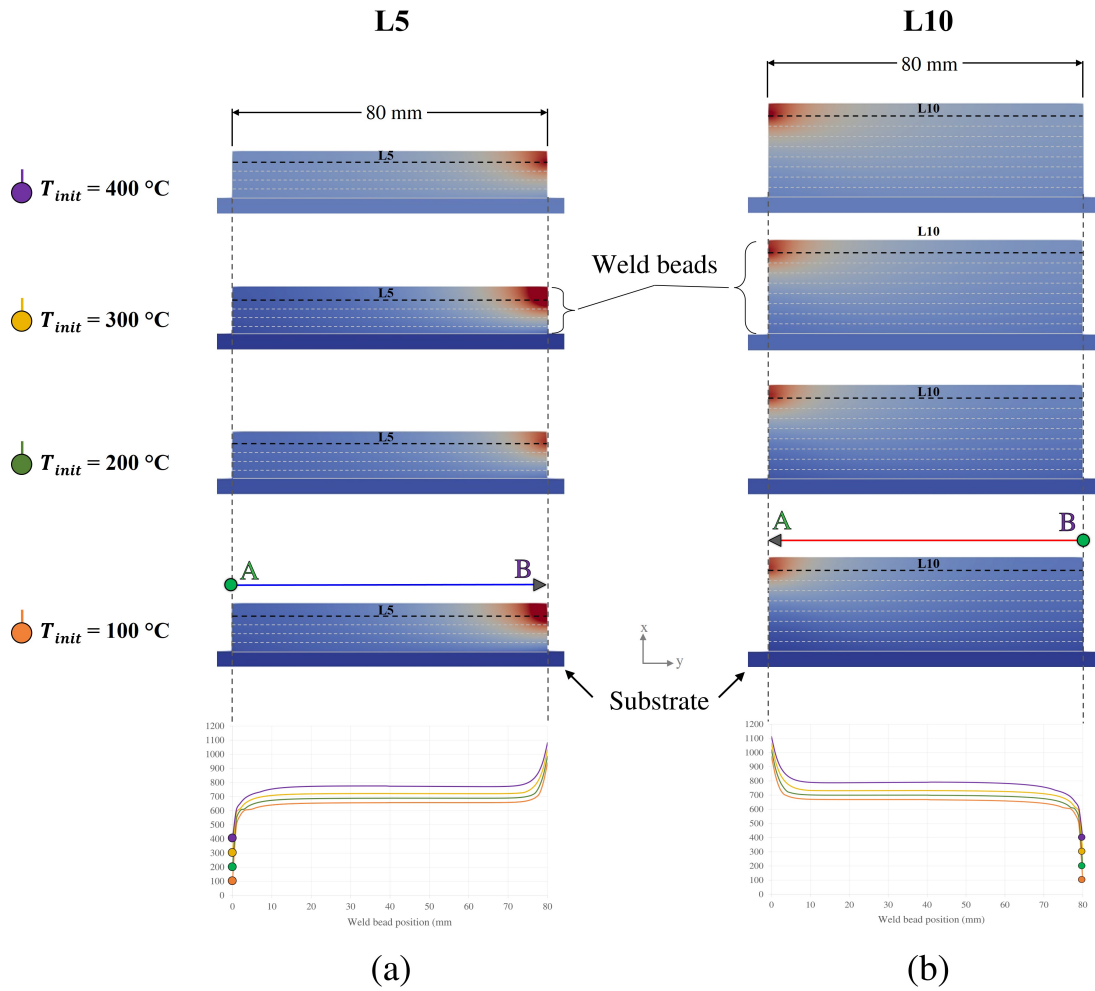 L5
L10
80 mm
80 mm
L10
L5
T_init = 400 °C
L10
Weld beads
L5
T_init = 300 °C
L10
L5
T_init = 200 °C
A
B
A
B
L10
L5
T_init = 100 °C
x
y
Substrate
1200
1100
1000
900
800
700
600
500
400
300
200
100
0
0
10
20
30
40
50
60
70
80
Weld bead position (mm
1200
1100
1000
900
800
700
600
500
400
300
200
100
0
0
10
20
30
40
50
60
70
80
Weld bead position (mm)
(a)
(b)